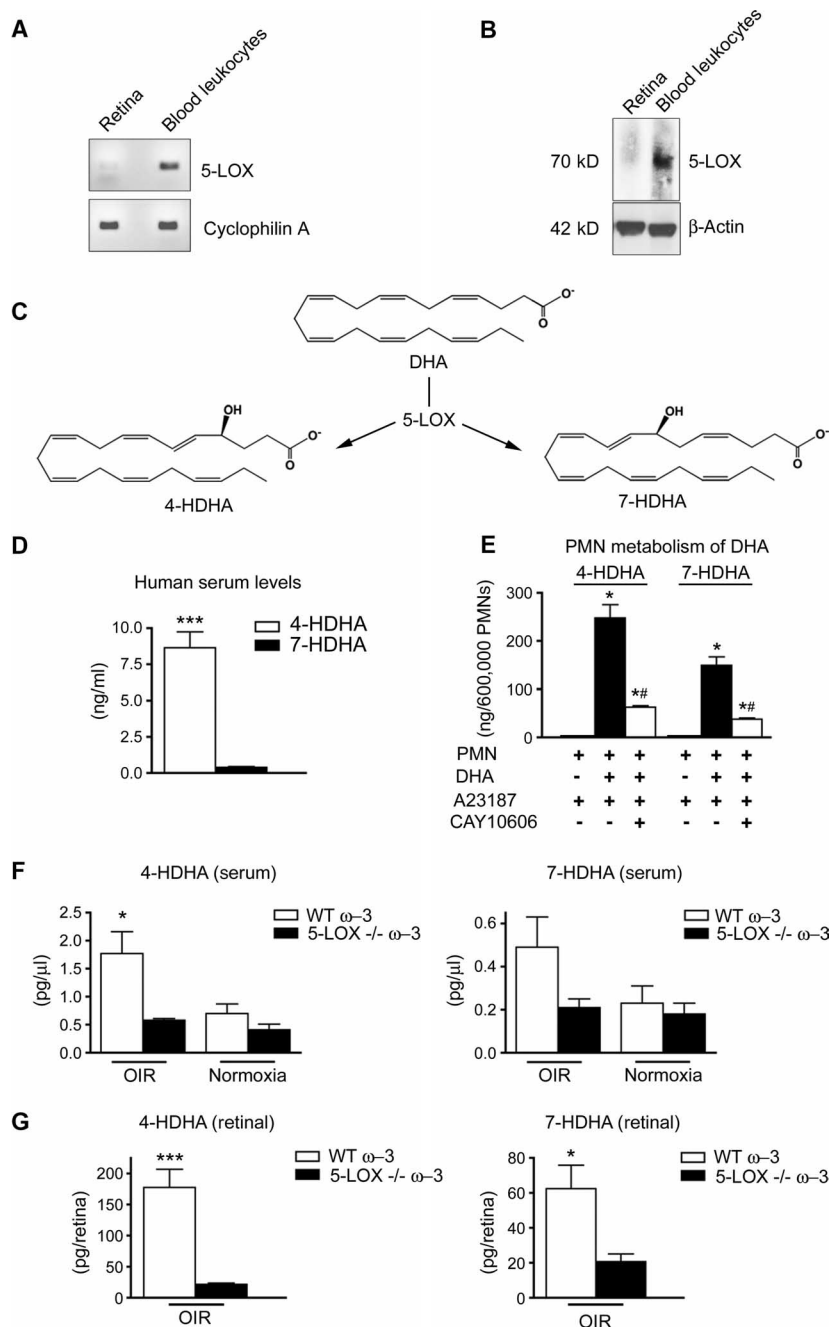 A
Retina
Blood leukocytes
5-LOX
Cyclophilin A
B
Retina
Blood leukocytes
70 kD
5-LOX
42 kD
β-Actin
C
O-
O
DHA
5-LOX
OH
O-
O
4-HDHA
OH
O-
O
7-HDHA
D
Human serum levels
***
4-HDHA
7-HDHA
(ng/ml)
10.0
7.5
5.0
2.5
0.0
E
PMN metabolism of DHA
4-HDHA 7-HDHA
(ng/600,000 PMNs)
300
200
100
0
* *# * *#
PMN + + + + + +
DHA - + + - + +
A23187 + + + + + +
CAY10606 - - + - - +
F
4-HDHA (serum)
WT ω–3
5-LOX -/- ω–3
(pg/µl)
2.5
2.0
1.5
1.0
0.5
0.0
*
OIR Normoxia
7-HDHA (serum)
WT ω–3
5-LOX -/- ω–3
(pg/µl)
0.6
0.4
0.2
0.0
OIR Normoxia
G
4-HDHA (retinal)
WT ω–3
5-LOX -/- ω–3
(pg/retina)
200
150
100
50
0
***
OIR
7-HDHA (retinal)
WT ω–3
5-LOX -/- ω–3
(pg/retina)
80
60
40
20
0
*
OIR